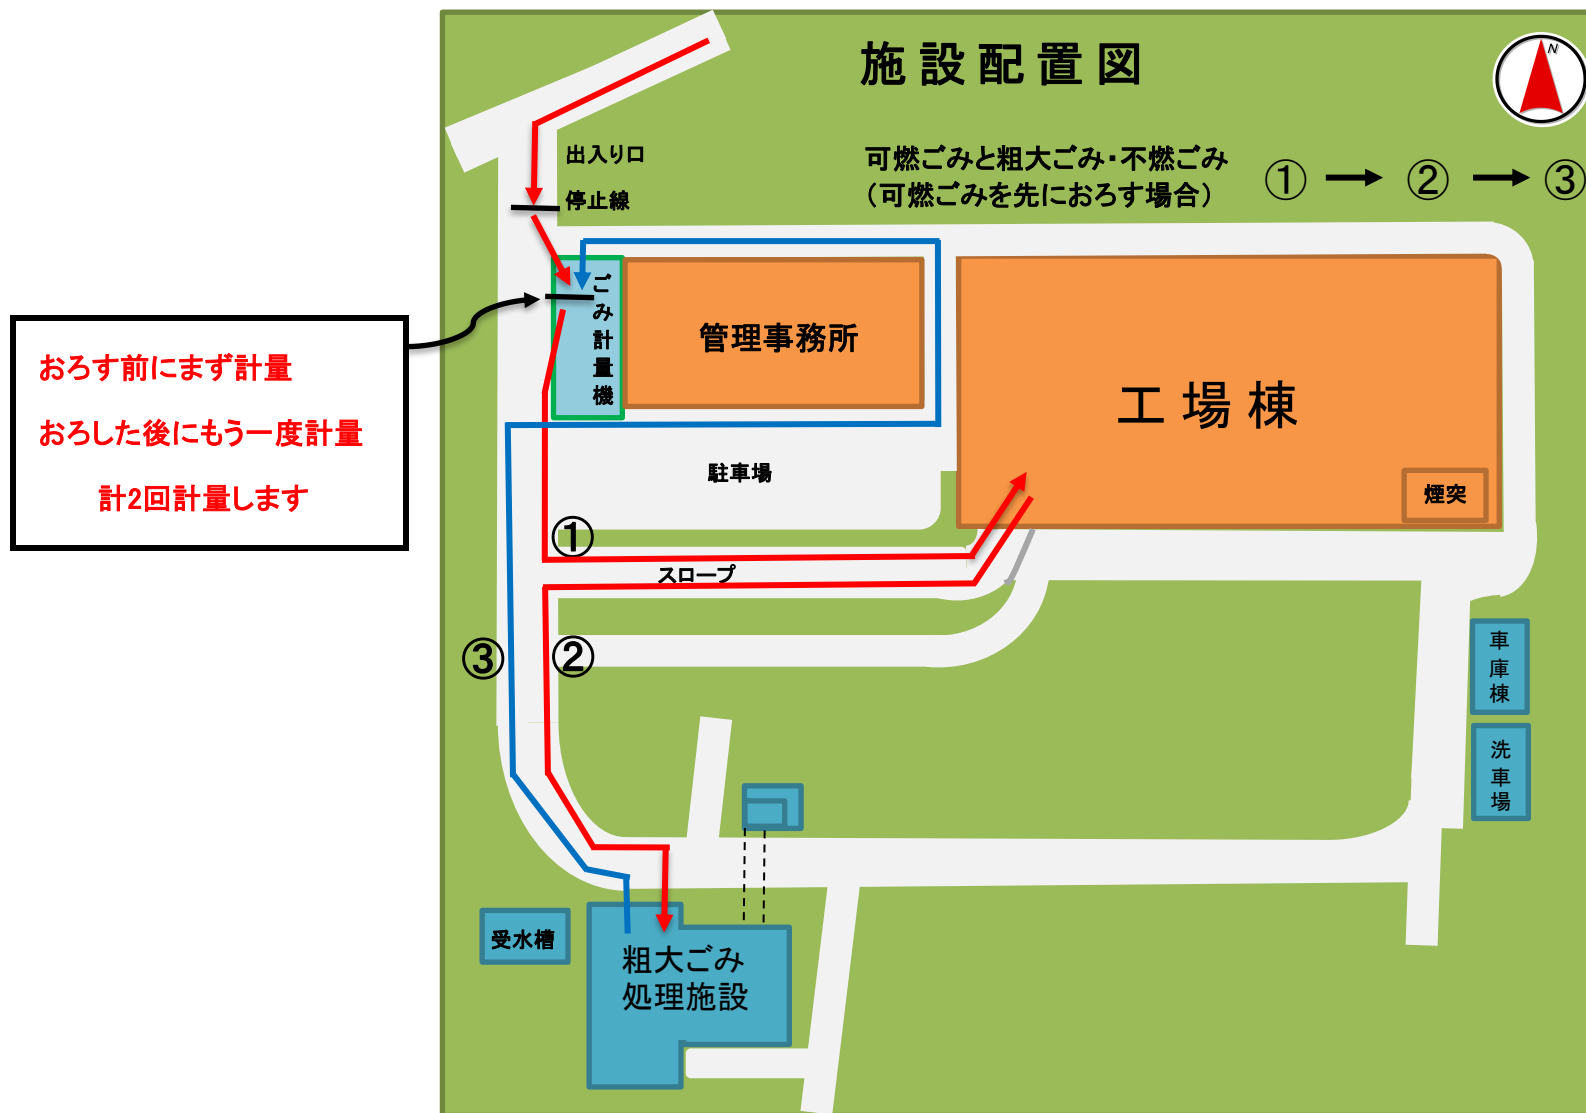 施設配置図
N
出入り口
停止線
可燃ごみと粗大ごみ・不燃ごみ
（可燃ごみを先におろす場合）
① → ② → ③
ごみ計量機
管理事務所
工場棟
煙突
おろす前にまず計量
おろした後にもう一度計量
計2回計量します
駐車場
①
スロープ
②
③
車庫棟
洗車場
受水槽
粗大ごみ
処理施設